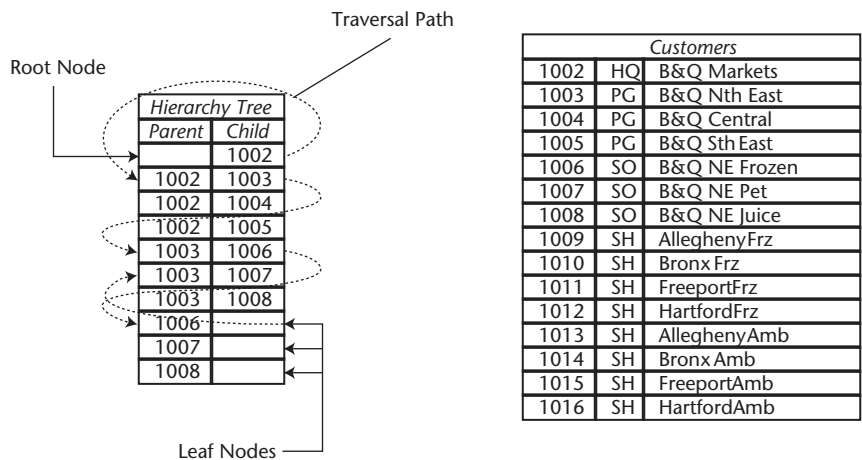 Traversal Path
Root Node
Hierarchy Tree
Parent Child
1002
1002 1003
1002 1004
1002 1005
1003 1006
1003 1007
1003 1008
1006
1007
1008
Leaf Nodes
Customers
1002 HQ B&Q Markets
1003 PG B&Q Nth East
1004 PG B&Q Central
1005 PG B&Q Sth East
1006 SO B&Q NE Frozen
1007 SO B&Q NE Pet
1008 SO B&Q NE Juice
1009 SH AlleghenyFrz
1010 SH Bronx Frz
1011 SH FreeportFrz
1012 SH HartfordFrz
1013 SH AlleghenyAmb
1014 SH Bronx Amb
1015 SH FreeportAmb
1016 SH HartfordAmb